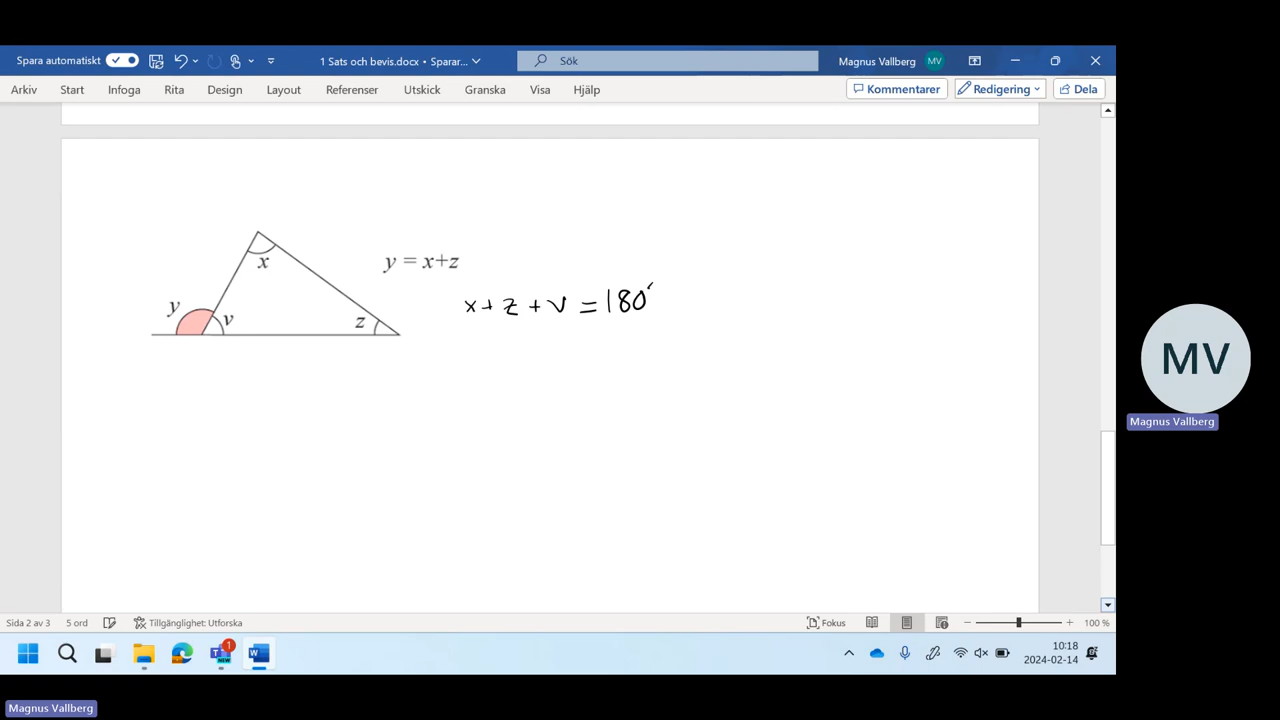 Spara automatiskt
1 Sats och bevis.docx • Sparar...
Sök
Magnus Vallberg MV
Arkiv Start Infoga Rita Design Layout Referenser Utskick Granska Visa Hjälp
Kommentarer Redigering Dela
x
y = x+z
y
v
z
x + z + v = 180°
MV
Magnus Vallberg
Sida 2 av 3 5 ord Tillgänglighet: Utforska
Fokus
100 %
1
NEW
W
10:18
2024-02-14
Magnus Vallberg